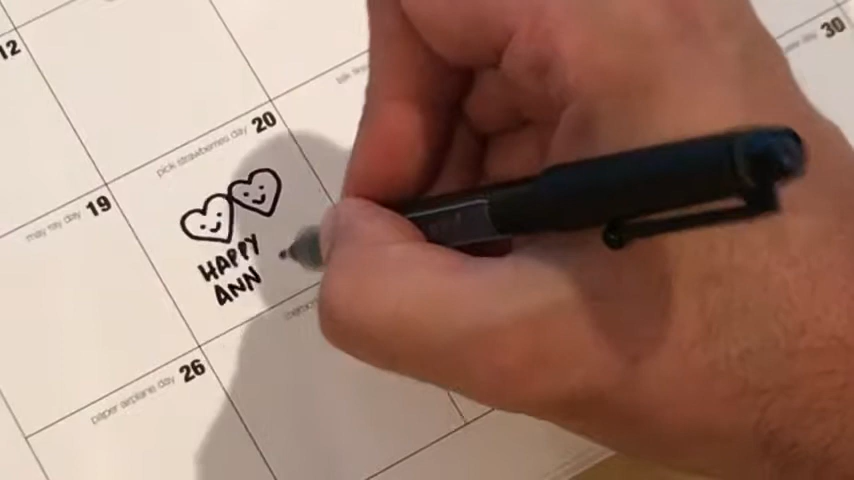 12
30
pick strawberries day 20
may ray day 19
HAPPY
ANN
paper airplane day 26